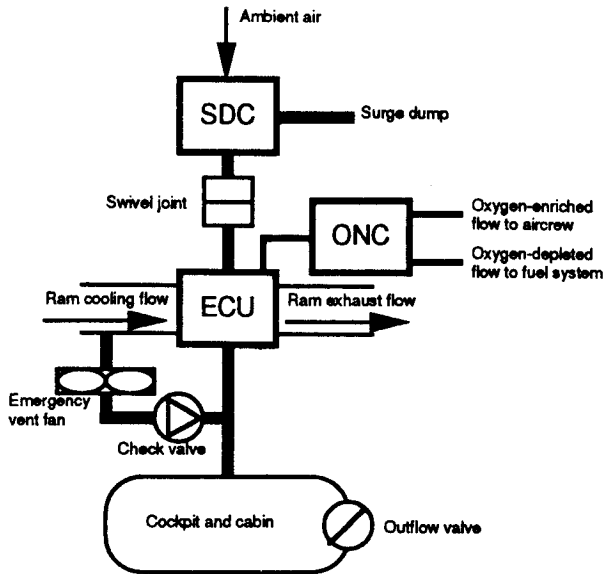 Ambient air
SDC
Surge dump
Swivel joint
ONC
Oxygen-enriched
flow to aircrew
Oxygen-depleted
flow to fuel system
Ram cooling flow
ECU
Ram exhaust flow
Emergency
vent fan
Check valve
Cockpit and cabin
Outflow valve